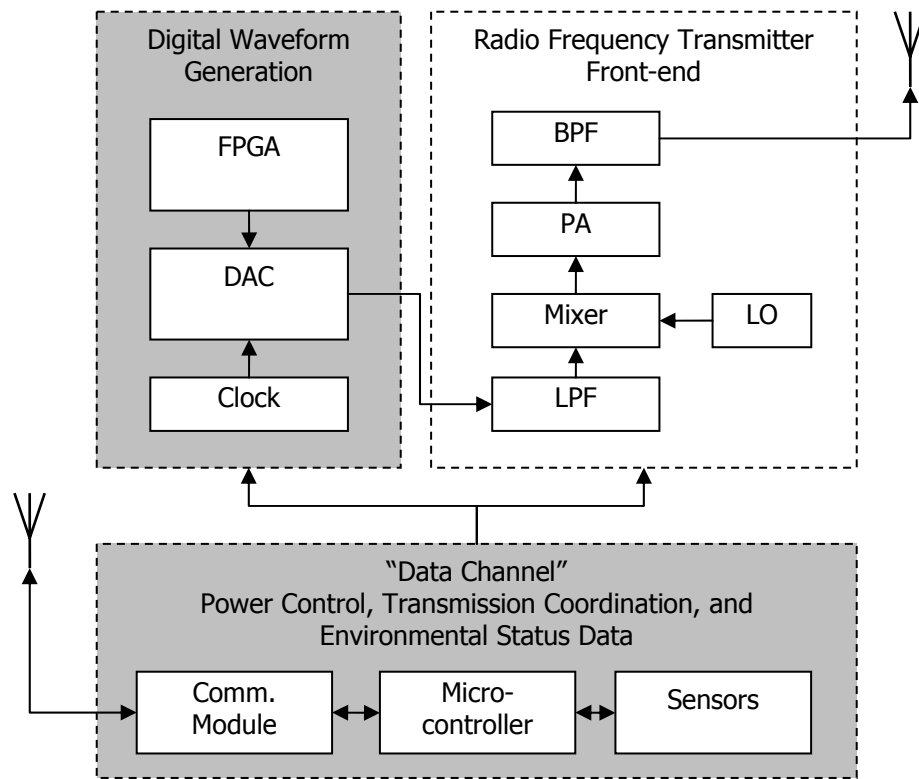 Digital Waveform
Generation
FPGA
DAC
Clock
Radio Frequency Transmitter
Front-end
BPF
PA
Mixer
LO
LPF
“Data Channel”
Power Control, Transmission Coordination, and
Environmental Status Data
Comm.
Module
Micro-
controller
Sensors